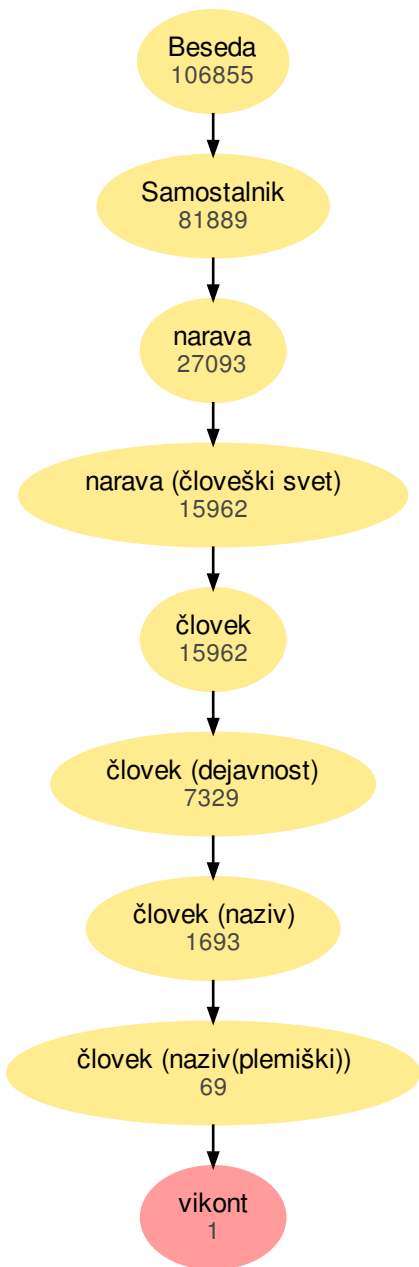 Beseda
106855
Samostalnik
81889
narava
27093
narava (človeški svet)
15962
človek
15962
človek (dejavnost)
7329
človek (naziv)
1693
človek (naziv(plemiški))
69
vikont
1